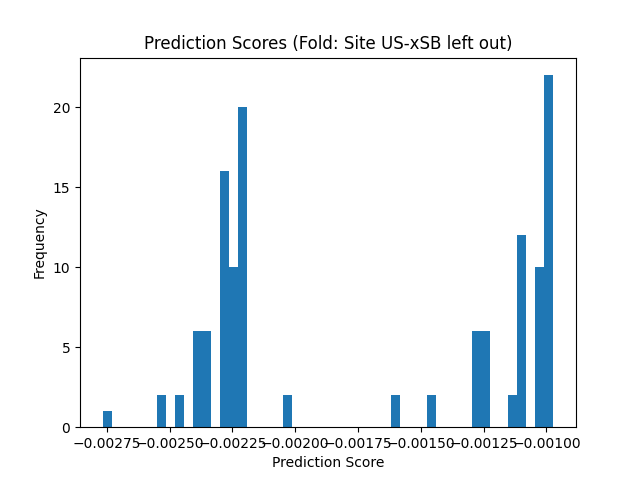 Prediction Scores (Fold: Site US-xSB left out)
Frequency
20
15
10
5
0
−0.00275 −0.00250 −0.00225 −0.00200 −0.00175 −0.00150 −0.00125 −0.00100
Prediction Score